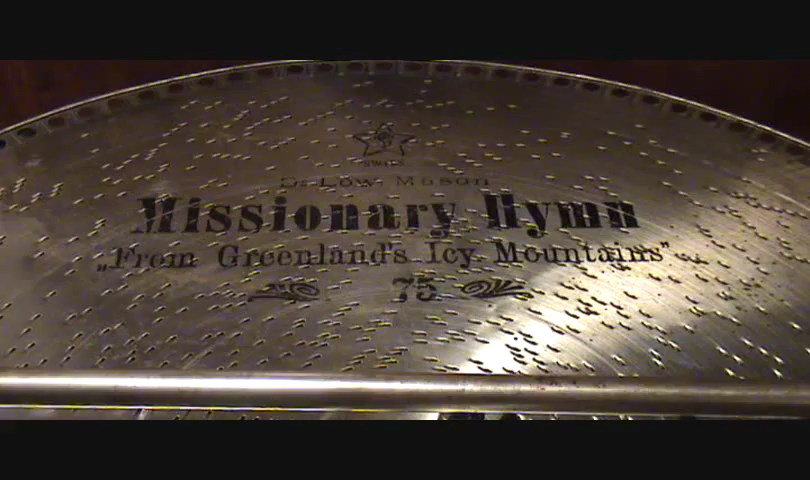 Dr. Low. Mason
Missionary Hymn
„From Greenland's Icy Mountains”
75